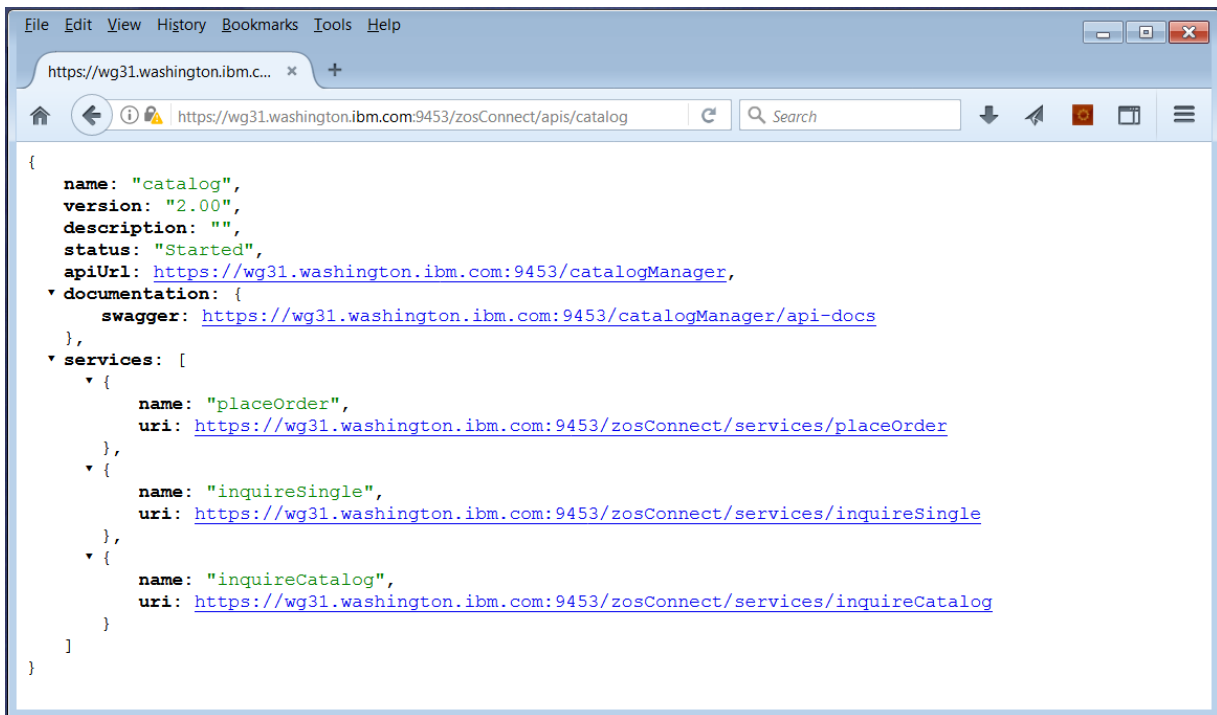 File Edit View History Bookmarks Tools Help
https://wg31.washington.ibm.c...
https://wg31.washington.ibm.com:9453/zosConnect/apis/catalog Search
{
name: "catalog",
version: "2.00",
description: "",
status: "Started",
apiUrl: https://wg31.washington.ibm.com:9453/catalogManager,
documentation: {
swagger: https://wg31.washington.ibm.com:9453/catalogManager/api-docs
},
services: [
{
name: "placeOrder",
uri: https://wg31.washington.ibm.com:9453/zosConnect/services/placeOrder
},
{
name: "inquireSingle",
uri: https://wg31.washington.ibm.com:9453/zosConnect/services/inquireSingle
},
{
name: "inquireCatalog",
uri: https://wg31.washington.ibm.com:9453/zosConnect/services/inquireCatalog
}
]
}